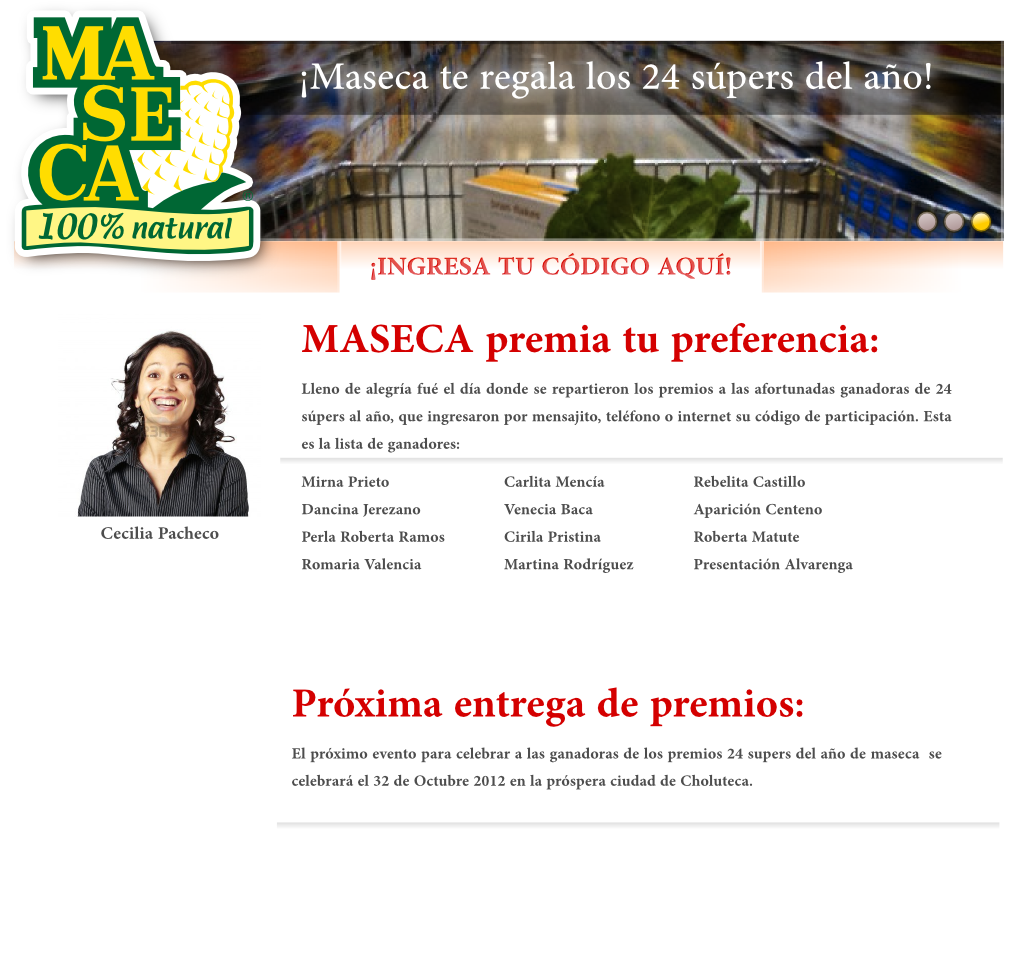 MA
SE
CA
100% natural
¡Maseca te regala los 24 súpers del año!
bran flakes
¡INGRESA TU CÓDIGO AQUÍ!
Cecilia Pacheco
MASECA premia tu preferencia:
Lleno de alegría fué el día donde se repartieron los premios a las afortunadas ganadoras de 24
súpers al año, que ingresaron por mensajito, teléfono o internet su código de participación. Esta
es la lista de ganadores:
Mirna Prieto Carlita Mencía Rebelita Castillo
Dancina Jerezano Venecia Baca Aparición Centeno
Perla Roberta Ramos Cirila Pristina Roberta Matute
Romaria Valencia Martina Rodríguez Presentación Alvarenga
Próxima entrega de premios:
El próximo evento para celebrar a las ganadoras de los premios 24 supers del año de maseca se
celebrará el 32 de Octubre 2012 en la próspera ciudad de Choluteca.